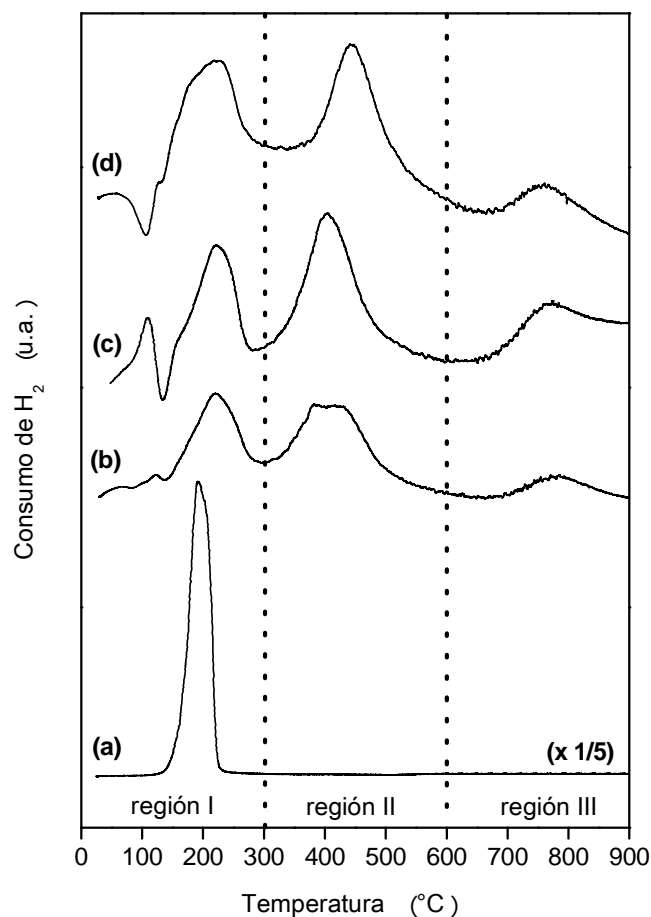 (d)
(c)
(b)
(a)
(x 1/5)
región I
región II
región III
0
100
200
300
400
500
600
700
800
900
Temperatura (°C)
Consumo de H2 (u.a.)